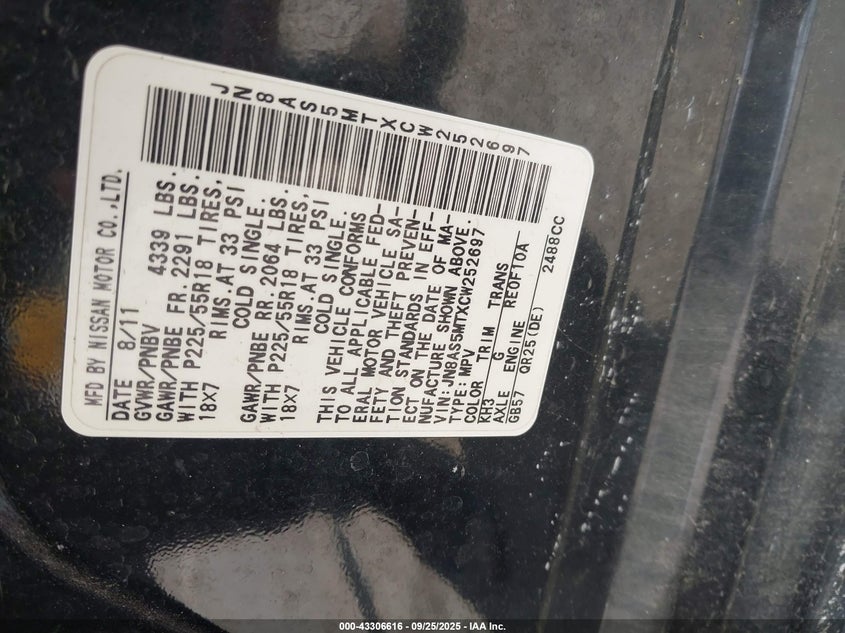 JN8AS5MTXCW252697
MFD BY NISSAN MOTOR CO.,LTD.
DATE 8/11
GVWR/PNBV 4339 LBS.
GAWR/PNBE FR. 2291 LBS.
WITH P225/55R18 TIRES,
18X7 RIMS.AT 33 PSI
COLD SINGLE.
GAWR/PNBE RR. 2064 LBS.
WITH P225/55R18 TIRES,
18X7 RIMS.AT 33 PSI
COLD SINGLE.
THIS VEHICLE CONFORMS
TO ALL APPLICABLE FED-
ERAL MOTOR VEHICLE SA-
FETY AND THEFT PREVEN-
TION STANDARDS IN EFF-
ECT ON THE DATE OF MA-
NUFACTURE SHOWN ABOVE.
VIN:JN8AS5MTXCW252697
TYPE:MPV
COLOR TRIM TRANS
KH3 G RE0F10A
AXLE ENGINE
GB57 QR25(DE) 2488CC
000-43306616 - 09/25/2025 - IAA Inc.